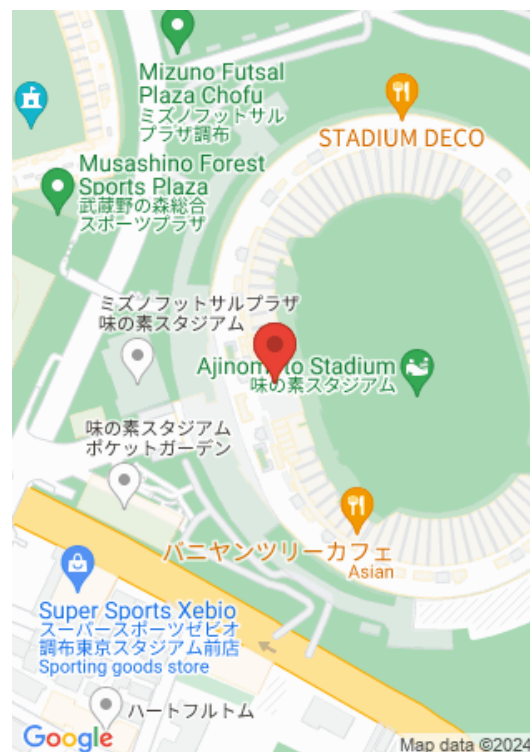 Mizuno Futsal
Plaza Chofu
ミズノフットサル
プラザ調布
STADIUM DECO
Musashino Forest
Sports Plaza
武蔵野の森総合
スポーツプラザ
ミズノフットサルプラザ
味の素スタジアム
Ajinomoto Stadium
味の素スタジアム
味の素スタジアム
ポケットガーデン
バニヤンツリーカフェ
Asian
Super Sports Xebio
スーパースポーツゼビオ
調布東京スタジアム前店
Sporting goods store
ハートフルトム
Google
Map data ©2024